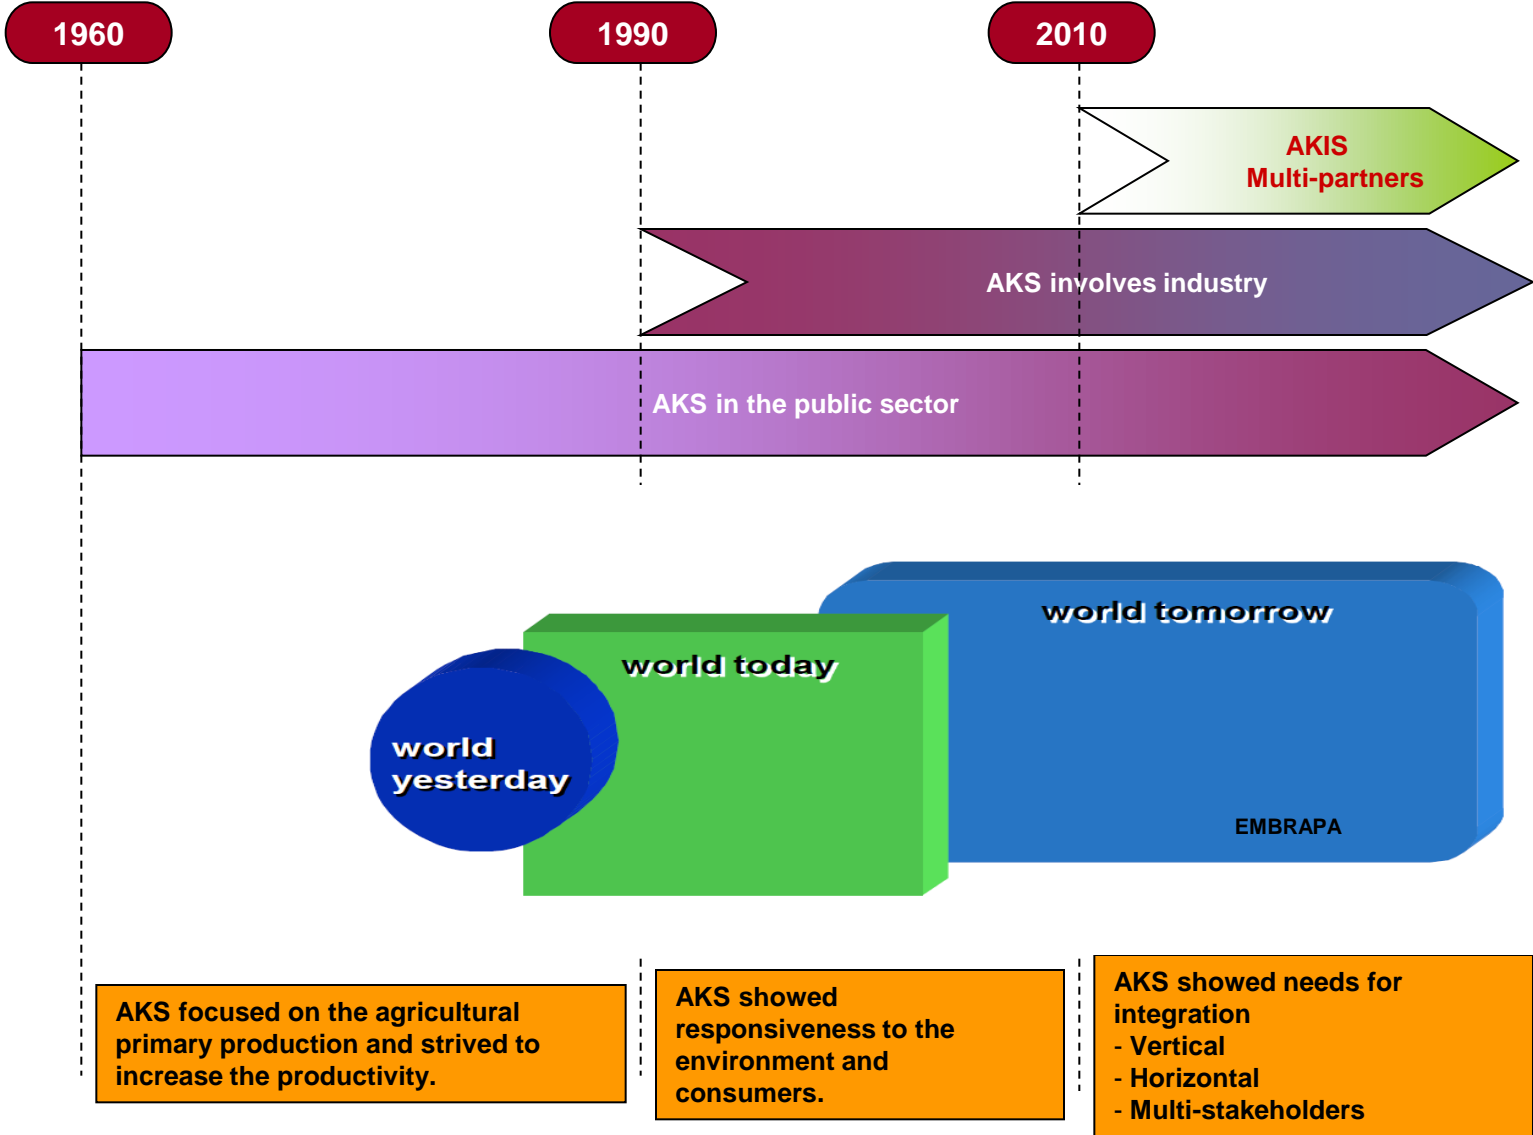 1960
1990
2010
AKIS
Multi-partners
AKS involves industry
AKS in the public sector
world tomorrow
world today
world
yesterday
EMBRAPA
AKS focused on the agricultural
primary production and strived to
increase the productivity.
AKS showed
responsiveness to the
environment and
consumers.
AKS showed needs for
integration
- Vertical
- Horizontal
- Multi-stakeholders